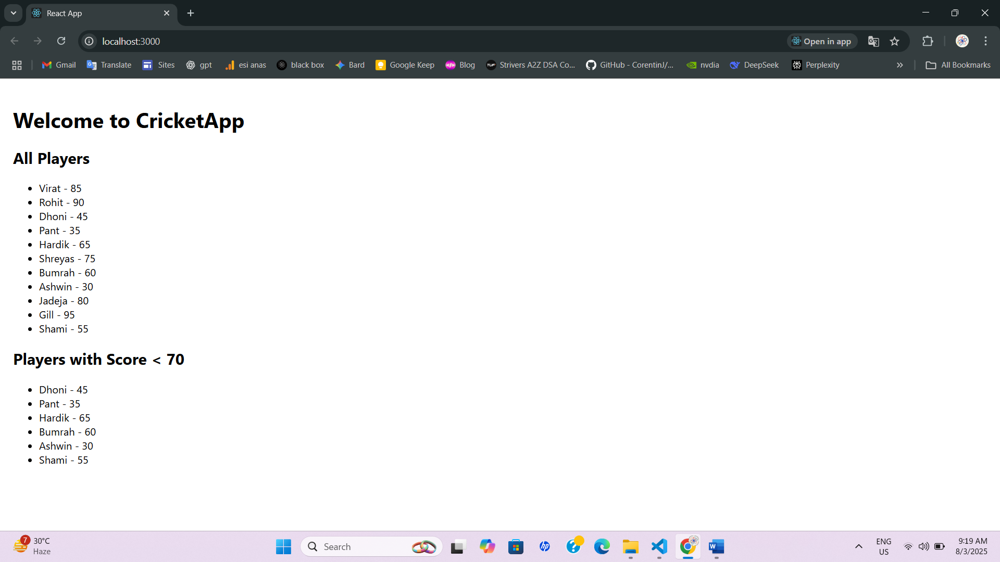 React App
localhost:3000
Open in app
Gmail
Translate
Sites
gpt
esi anas
black box
Bard
Google Keep
Blog
TUF
Strivers A2Z DSA Co...
GitHub - CorentinJ/...
nvdia
DeepSeek
Perplexity
All Bookmarks
Welcome to CricketApp
All Players
• Virat - 85
• Rohit - 90
• Dhoni - 45
• Pant - 35
• Hardik - 65
• Shreyas - 75
• Bumrah - 60
• Ashwin - 30
• Jadeja - 80
• Gill - 95
• Shami - 55
Players with Score < 70
• Dhoni - 45
• Pant - 35
• Hardik - 65
• Bumrah - 60
• Ashwin - 30
• Shami - 55
7
30°C
Haze
Search
hp
W
ENG
US
9:19 AM
8/3/2025